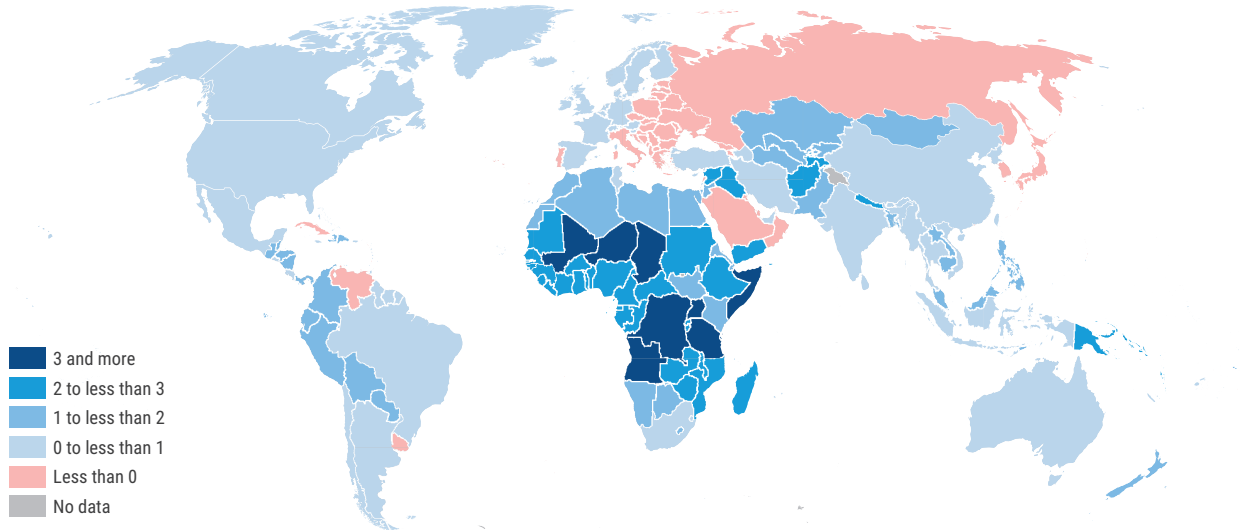 3 and more
2 to less than 3
1 to less than 2
0 to less than 1
Less than 0
No data